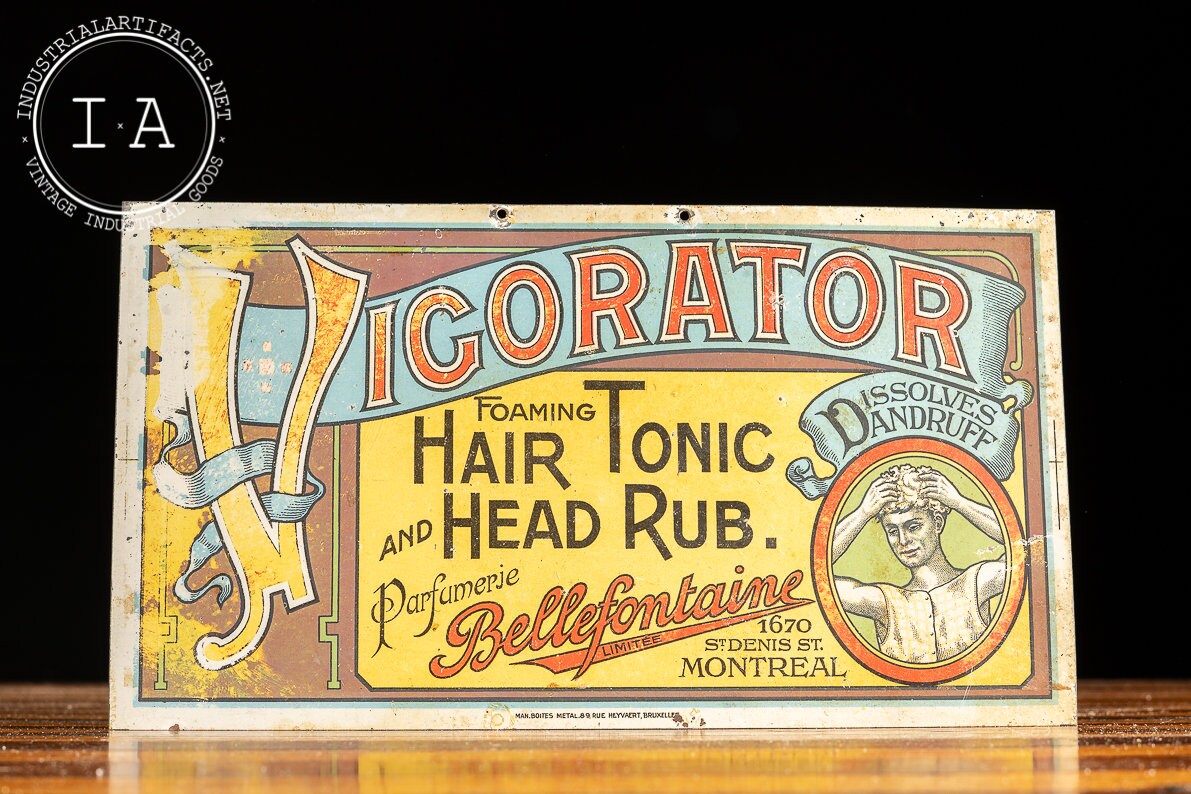 INDUSTRIALARTIFACTS.NET
I · A
VINTAGE INDUSTRIAL GOODS
VIGORATOR
DISSOLVES
DANDRUFF
FOAMING
HAIR TONIC
AND HEAD RUB.
Parfumerie
Bellefontaine
LIMITÉE
1670
ST DENIS ST.
MONTREAL
MAN. BOITES METAL. 89, RUE HEYVAERT, BRUXELLES